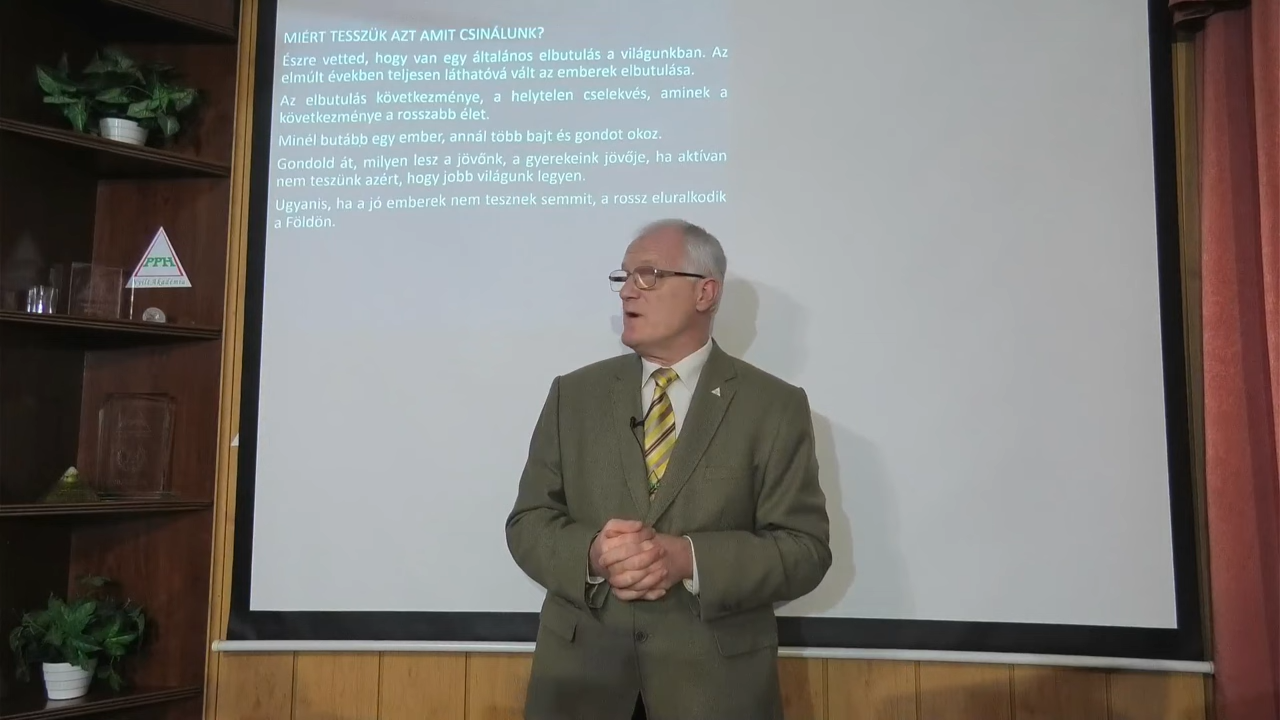 MIÉRT TESSZÜK AZT AMIT CSINÁLUNK?
Észre vetted, hogy van egy általános elbutulás a világunkban. Az
elmúlt években teljesen láthatóvá vált az emberek elbutulása.
Az elbutulás következménye, a helytelen cselekvés, aminek a
következménye a rosszabb élet.
Minél butább egy ember, annál több bajt és gondot okoz.
Gondold át, milyen lesz a jövőnk, a gyerekeink jövője, ha aktívan
nem teszünk azért, hogy jobb világunk legyen.
Ugyanis, ha a jó emberek nem tesznek semmit, a rossz eluralkodik
a Földön.
PPH